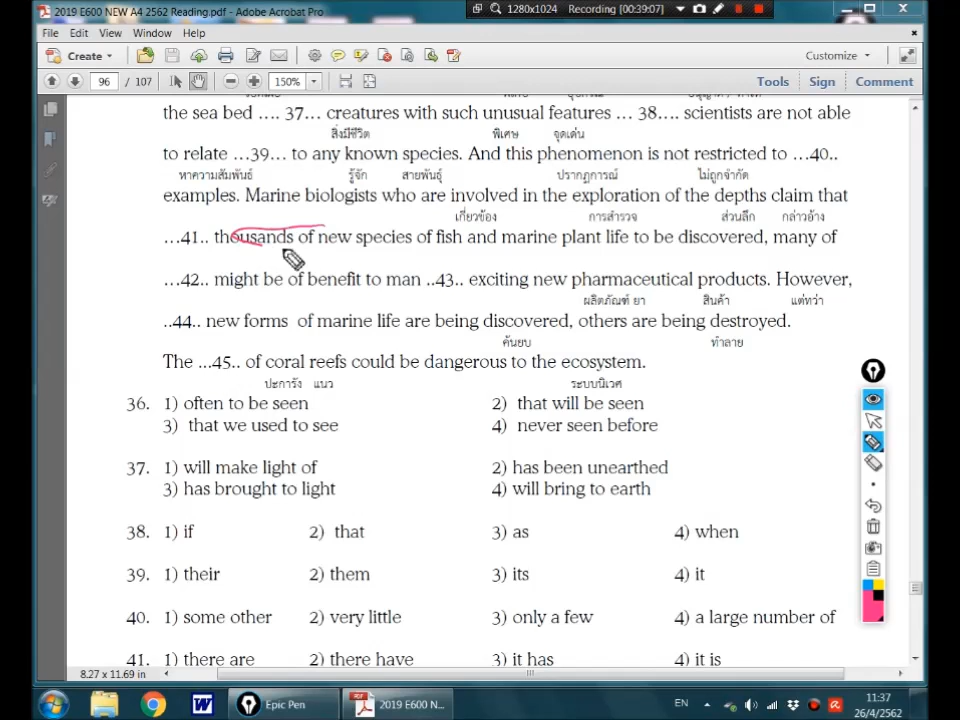 2019 E600 NEW A4 2562 Reading.pdf - Adobe Acrobat Pro
1280x1024 Recording [00:39:07]
File Edit View Window Help
Create Customize
96 / 107 150% Tools Sign Comment
the sea bed .... 37... creatures with such unusual features ... 38.... scientists are not able
สิ่งมีชีวิต พิเศษ จุดเด่น
to relate ...39... to any known species. And this phenomenon is not restricted to ...40..
หาความสัมพันธ์ รู้จัก สายพันธุ์ ปรากฏการณ์ ไม่ถูกจำกัด
examples. Marine biologists who are involved in the exploration of the depths claim that
เกี่ยวข้อง การสำรวจ ส่วนลึก กล่าวอ้าง
...41.. thousands of new species of fish and marine plant life to be discovered, many of
...42.. might be of benefit to man ..43.. exciting new pharmaceutical products. However,
ผลิตภัณฑ์ ยา สินค้า แต่ทว่า
..44.. new forms of marine life are being discovered, others are being destroyed.
ค้นยบ ทำลาย
The ...45.. of coral reefs could be dangerous to the ecosystem.
ปะการัง แนว ระบบนิเวศ
36. 1) often to be seen 2) that will be seen
3) that we used to see 4) never seen before
37. 1) will make light of 2) has been unearthed
3) has brought to light 4) will bring to earth
38. 1) if 2) that 3) as 4) when
39. 1) their 2) them 3) its 4) it
40. 1) some other 2) very little 3) only a few 4) a large number of
41. 1) there are 2) there have 3) it has 4) it is
8.27 x 11.69 in
Epic Pen 2019 E600 N... EN 11:37
26/4/2562